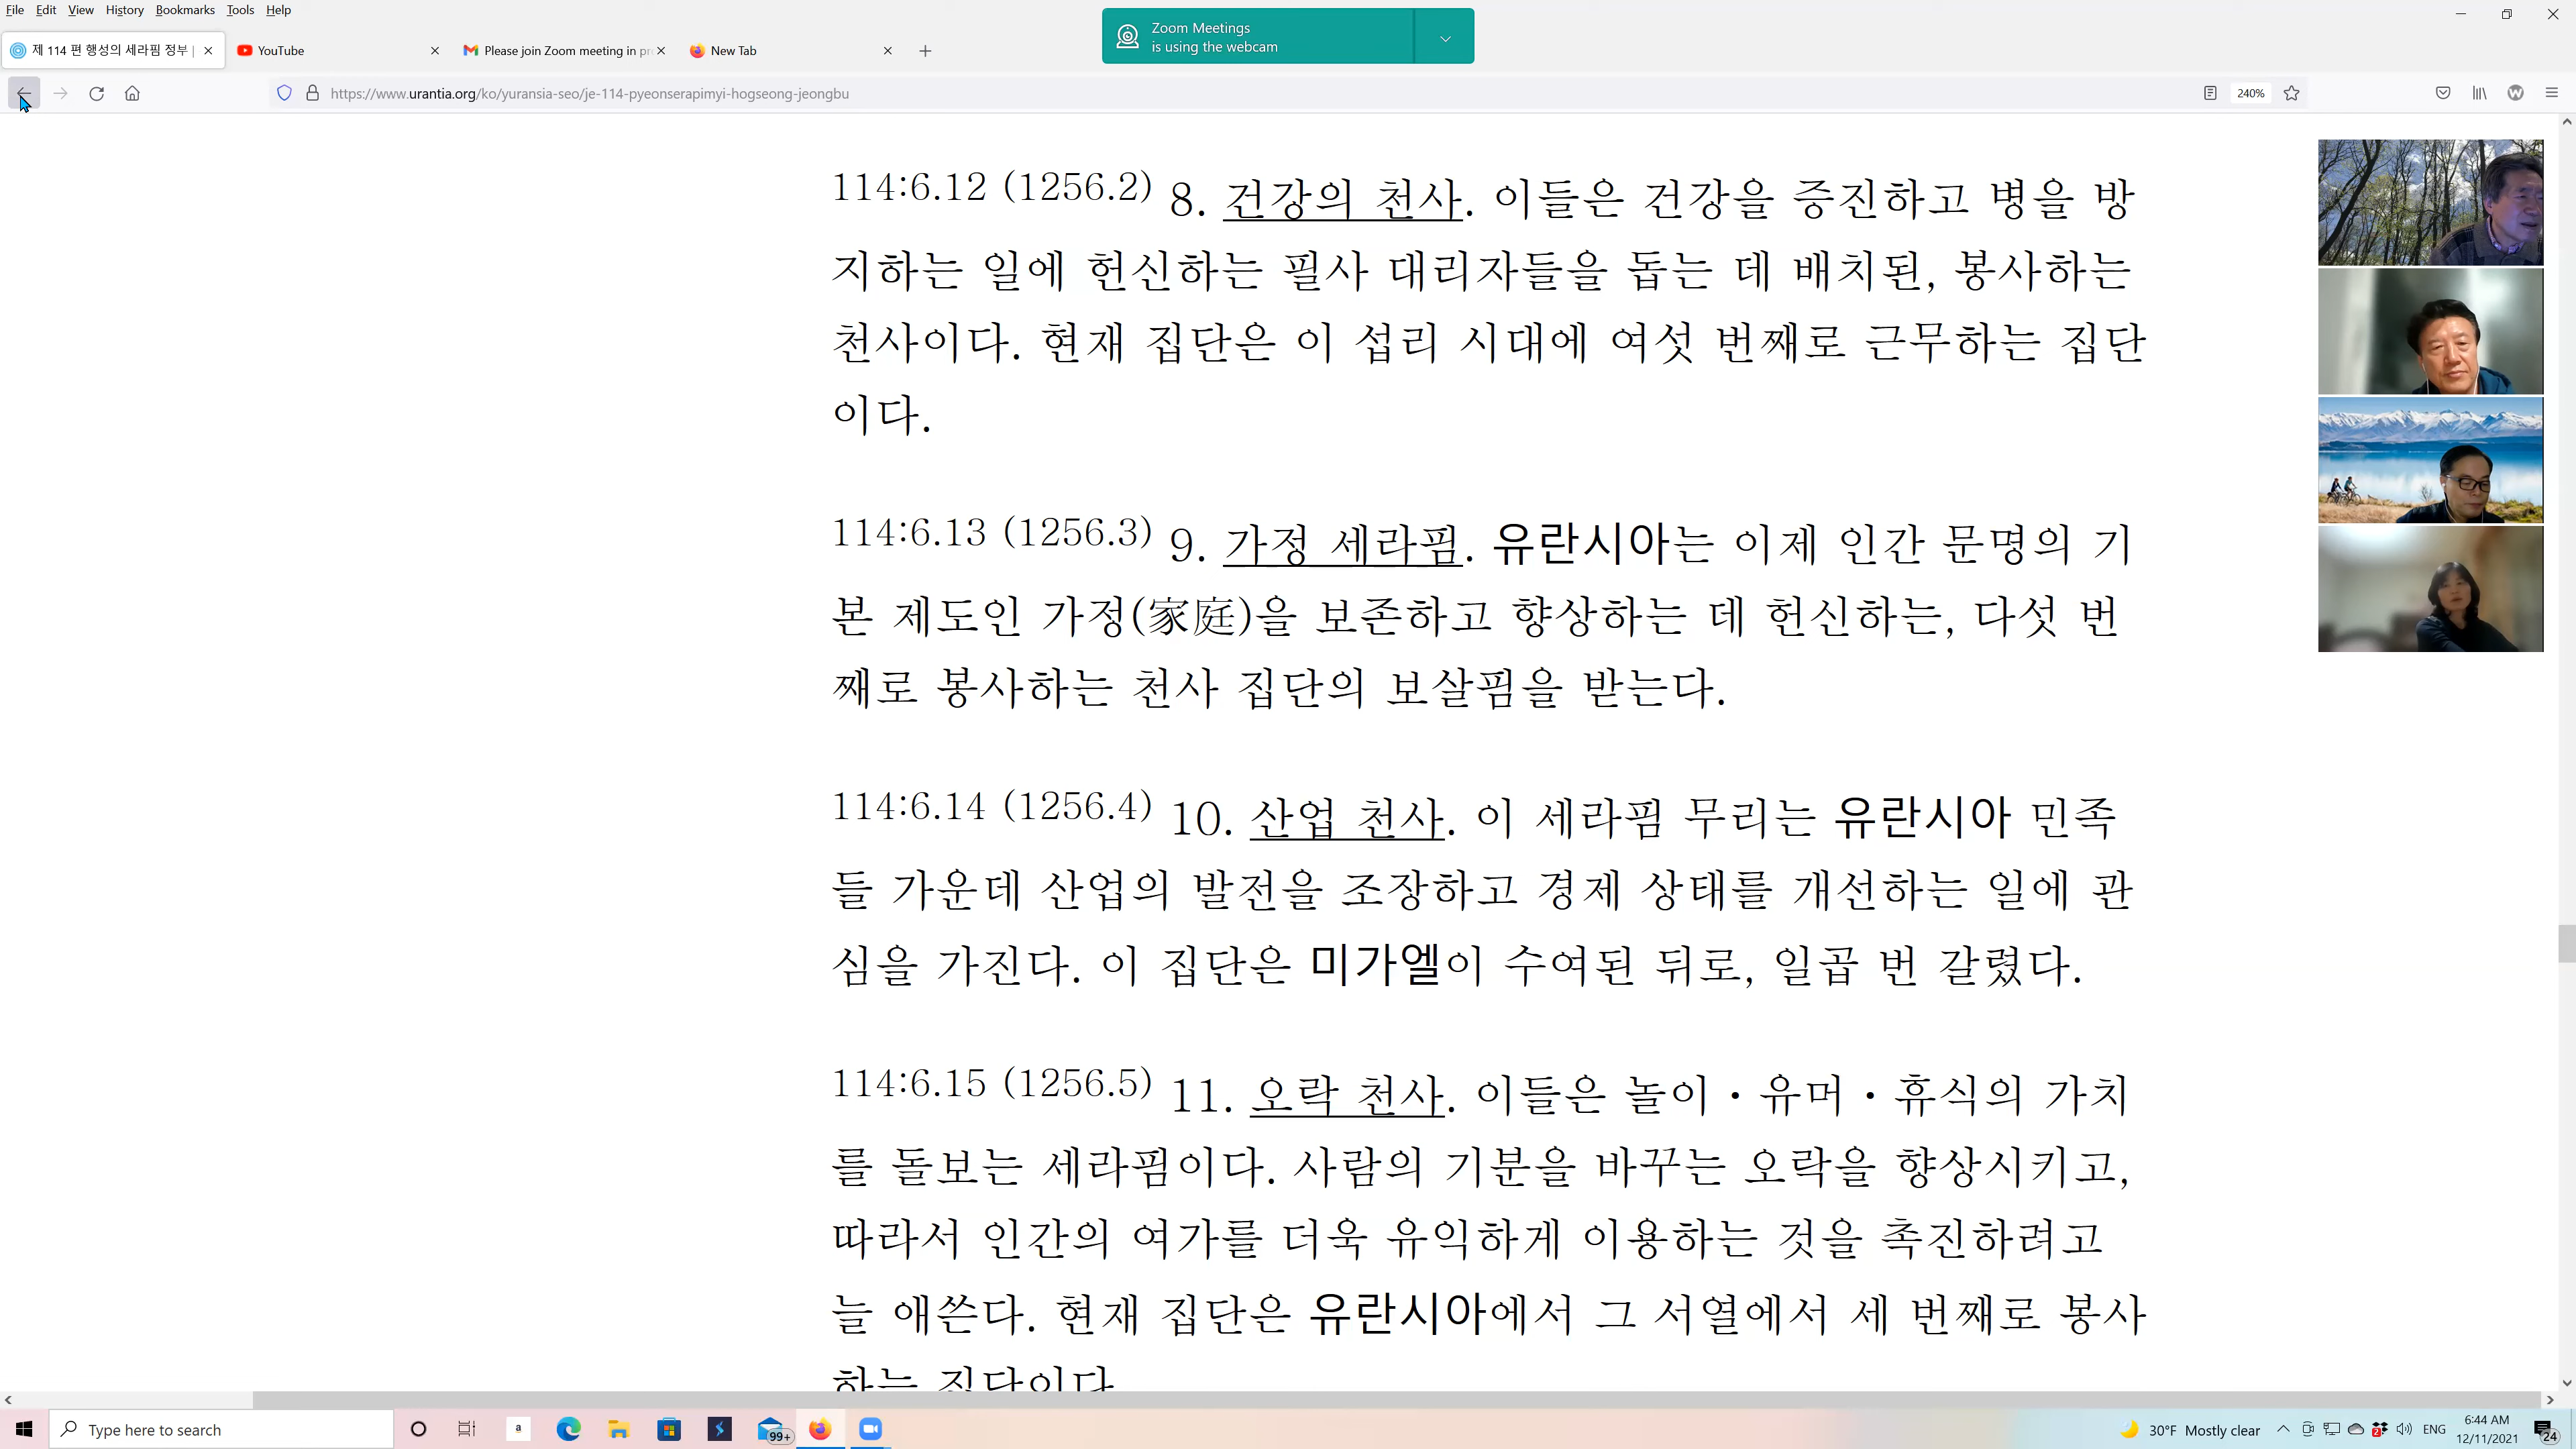 File Edit View History Bookmarks Tools Help
Zoom Meetings
is using the webcam
제 114 편 행성의 세라핌 정부 |
YouTube
Please join Zoom meeting in pr
New Tab
https://www.urantia.org/ko/yuransia-seo/je-114-pyeonserapimyi-hogseong-jeongbu
240%
W
114:6.12 (1256.2) 8. 건강의 천사. 이들은 건강을 증진하고 병을 방
지하는 일에 헌신하는 필사 대리자들을 돕는 데 배치된, 봉사하는
천사이다. 현재 집단은 이 섭리 시대에 여섯 번째로 근무하는 집단
이다.
114:6.13 (1256.3) 9. 가정 세라핌. 유란시아는 이제 인간 문명의 기
본 제도인 가정(家庭)을 보존하고 향상하는 데 헌신하는, 다섯 번
째로 봉사하는 천사 집단의 보살핌을 받는다.
114:6.14 (1256.4) 10. 산업 천사. 이 세라핌 무리는 유란시아 민족
들 가운데 산업의 발전을 조장하고 경제 상태를 개선하는 일에 관
심을 가진다. 이 집단은 미가엘이 수여된 뒤로, 일곱 번 갈렸다.
114:6.15 (1256.5) 11. 오락 천사. 이들은 놀이·유머·휴식의 가치
를 돌보는 세라핌이다. 사람의 기분을 바꾸는 오락을 향상시키고,
따라서 인간의 여가를 더욱 유익하게 이용하는 것을 촉진하려고
늘 애쓴다. 현재 집단은 유란시아에서 그 서열에서 세 번째로 봉사
하는 집단이다
Type here to search
a
99+
30°F Mostly clear
2
ENG
6:44 AM
12/11/2021
24